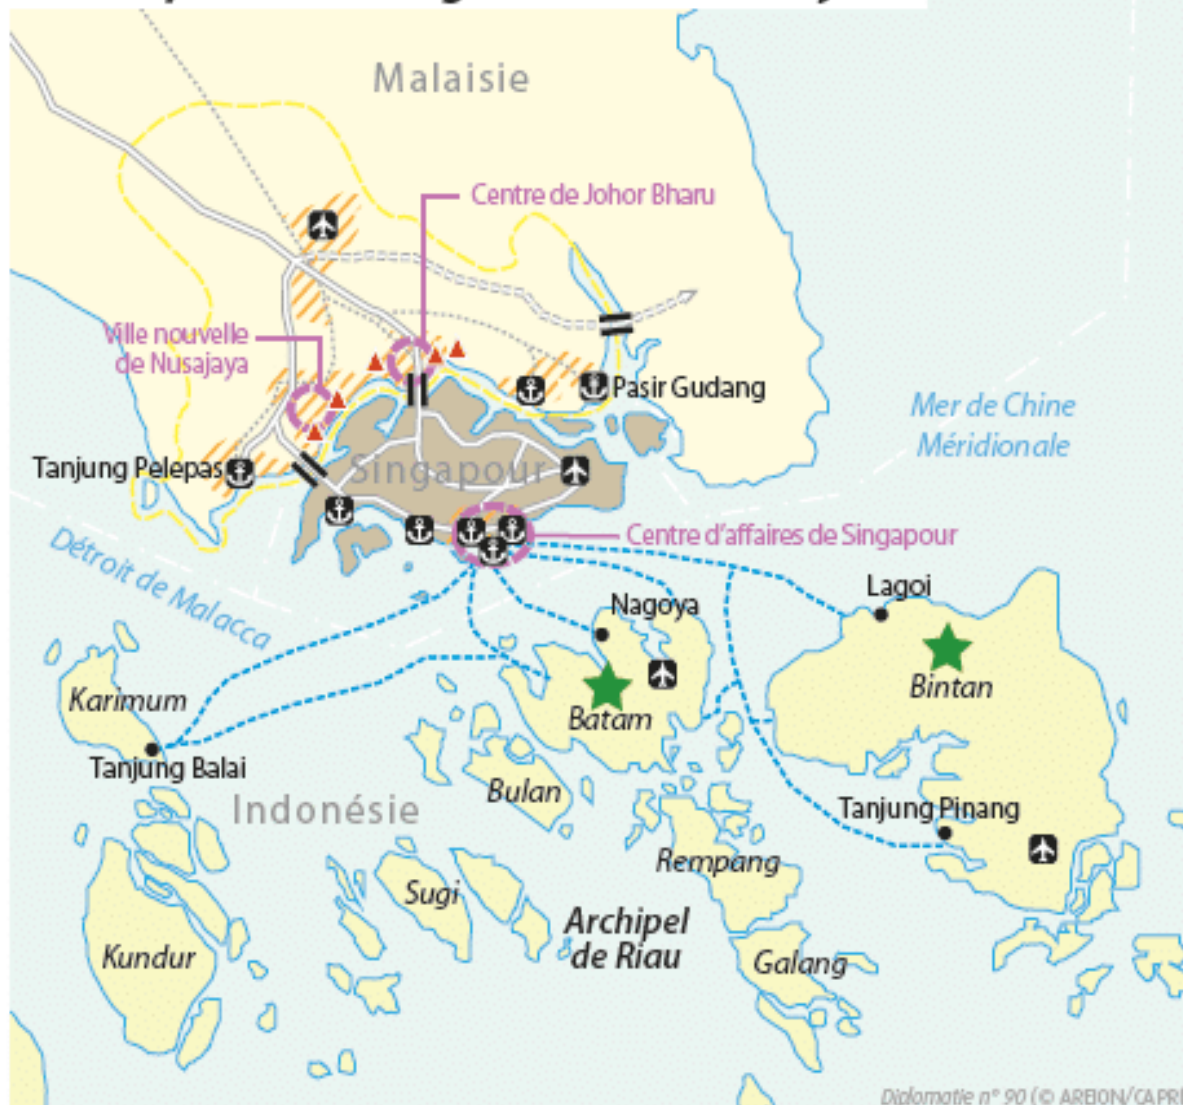 Malaisie
Centre de Johor Bharu
Ville nouvelle
de Nusajaya
Pasir Gudang
Mer de Chine
Méridionale
Tanjung Pelepas
Singapour
Centre d'affaires de Singapour
Détroit de Malacca
Lagoi
Nagoya
Karimum
Bintan
Batam
Tanjung Balai
Bulan
Indonésie
Tanjung Pinang
Rempang
Sugi
Archipel
de Riau
Kundur
Galang
Diplomatie n° 90 (© AREION/CAPRI